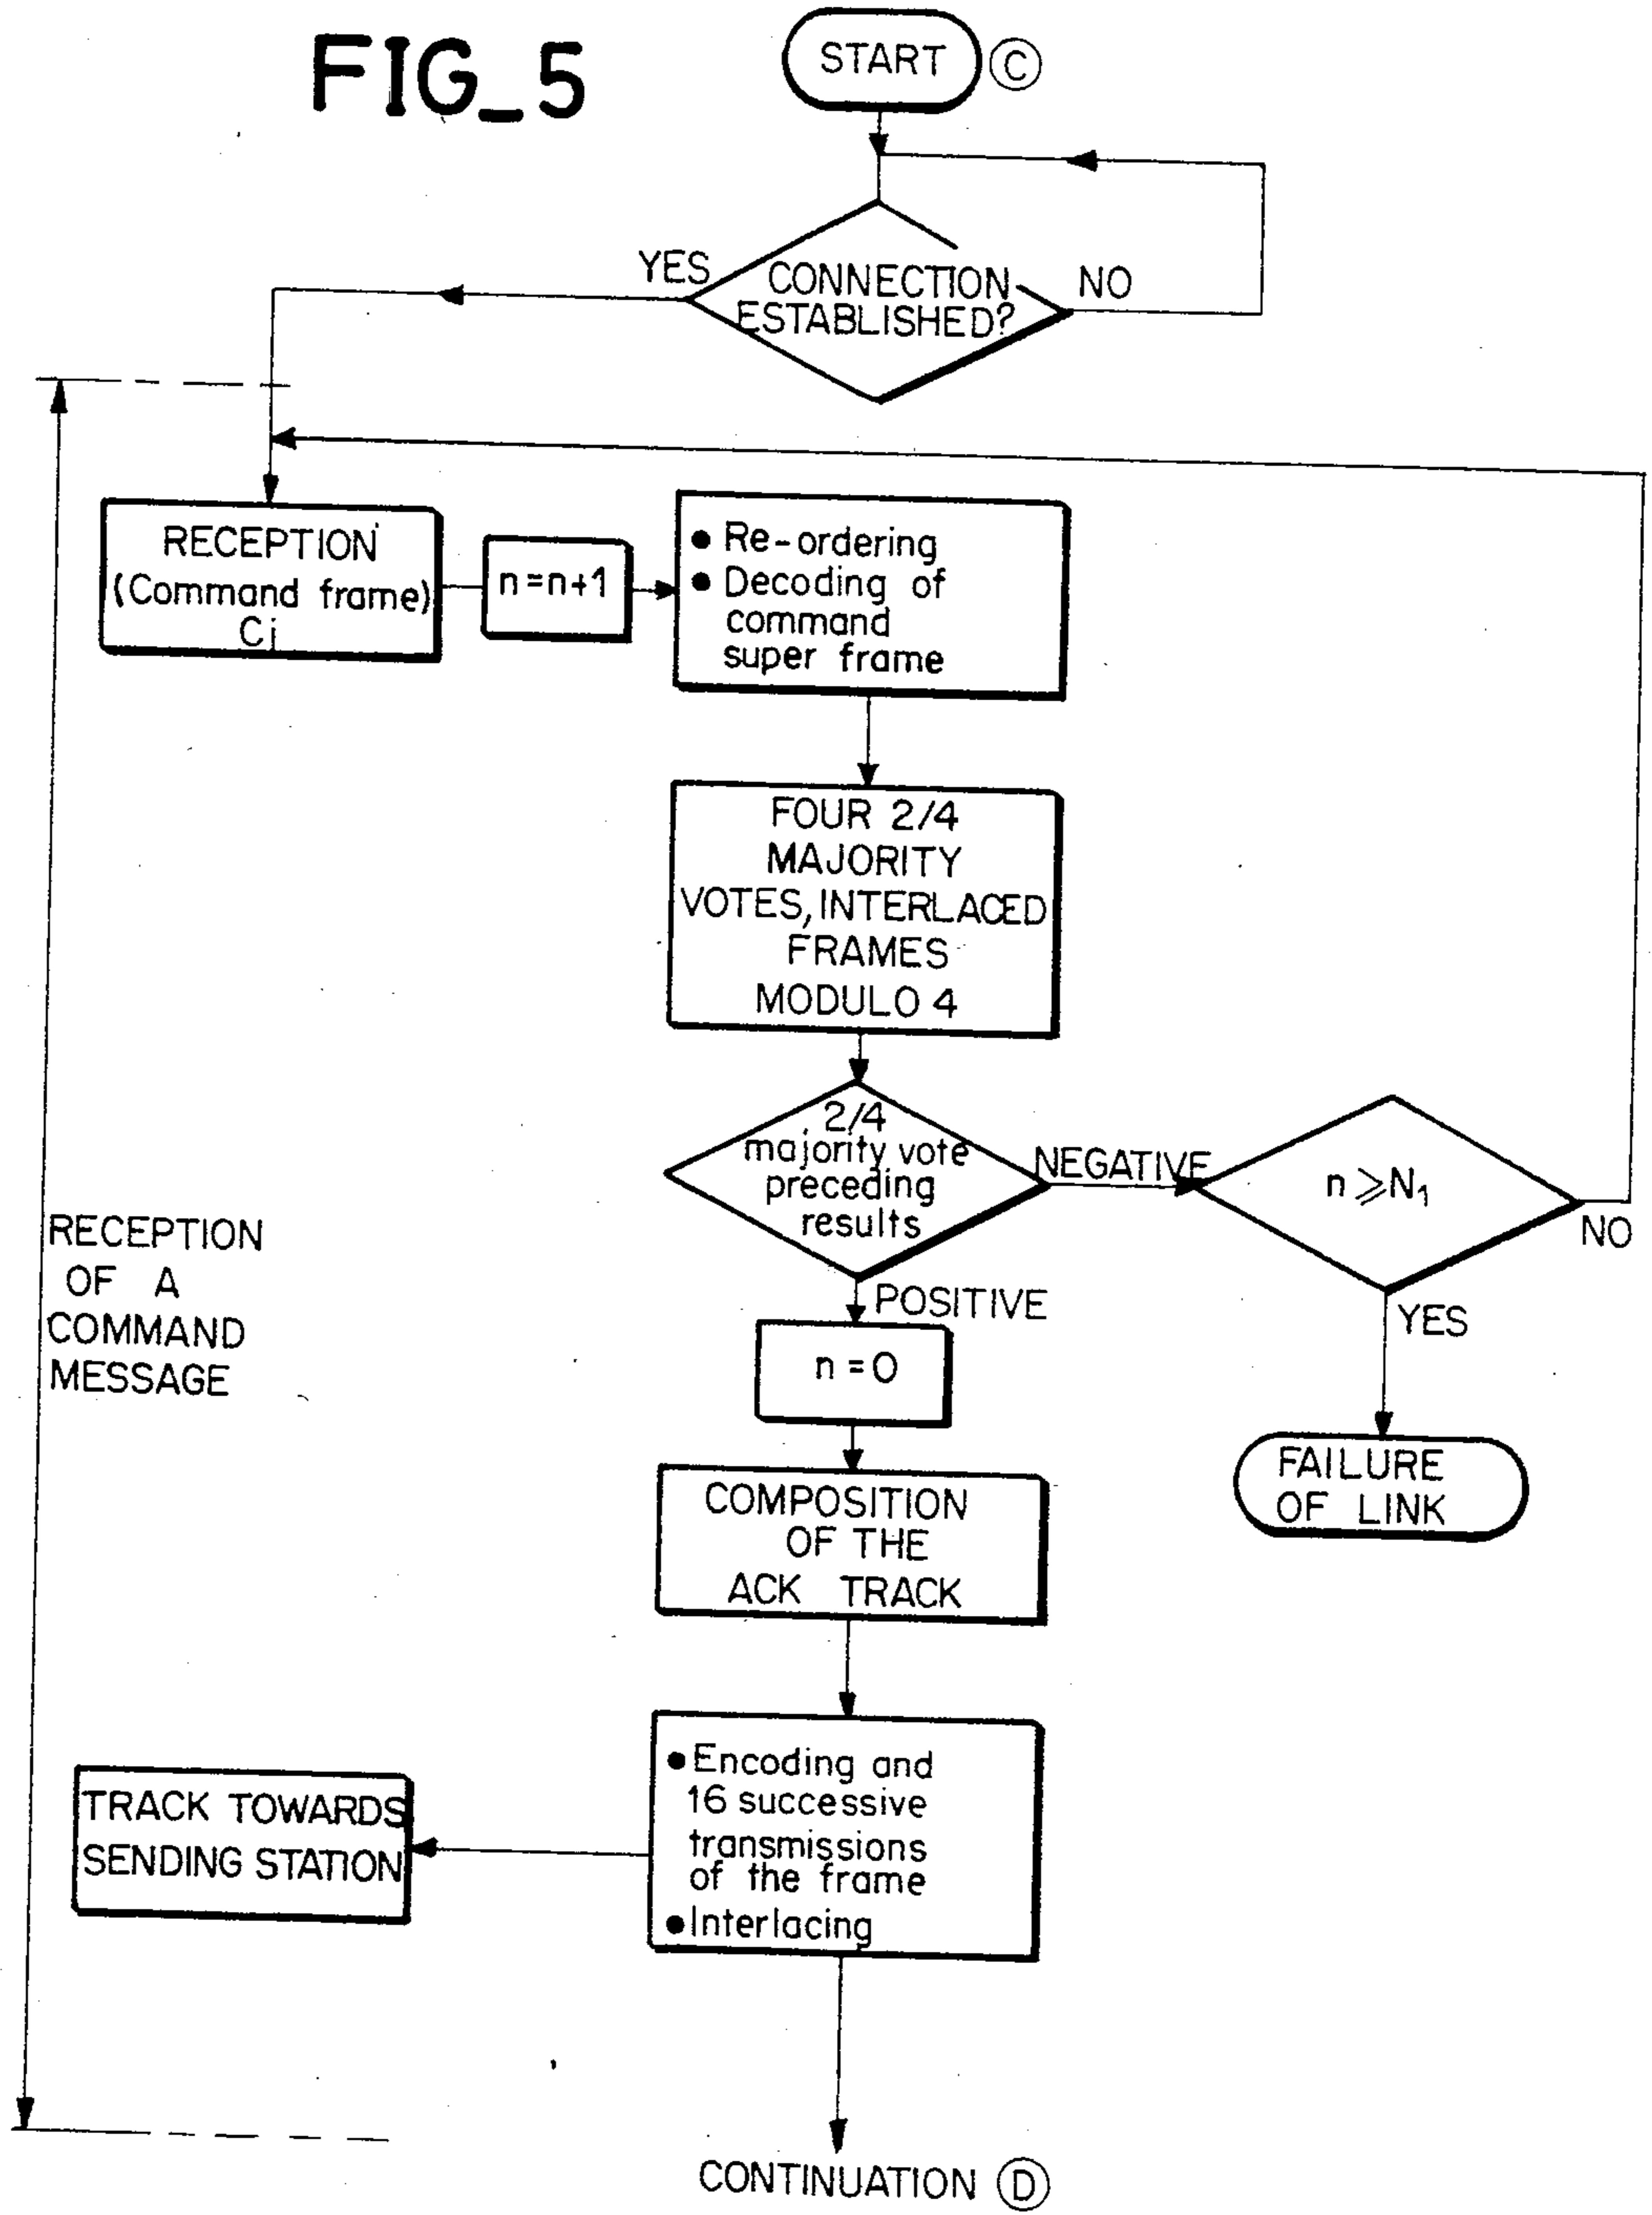 FIG_5
START C
YES
CONNECTION
ESTABLISHED?
NO
RECEPTION
(Command frame)
Ci
n=n+1
● Re-ordering
● Decoding of
command
super frame
FOUR 2/4
MAJORITY
VOTES, INTERLACED
FRAMES
MODULO 4
2/4
majority vote
preceding
results
NEGATIVE
n ⩾ N₁
NO
YES
POSITIVE
FAILURE
OF LINK
n = 0
RECEPTION
OF A
COMMAND
MESSAGE
COMPOSITION
OF THE
ACK TRACK
● Encoding and
16 successive
transmissions
of the frame
● Interlacing
TRACK TOWARDS
SENDING STATION
CONTINUATION D